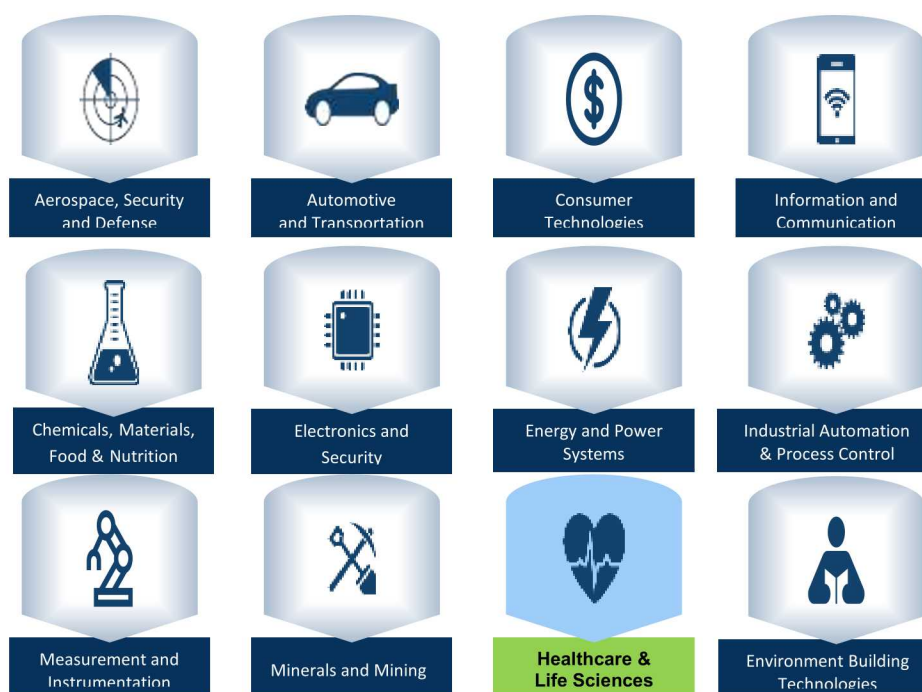 Aerospace, Security
and Defense
Automotive
and Transportation
Consumer
Technologies
Information and
Communication
Chemicals, Materials,
Food & Nutrition
Electronics and
Security
Energy and Power
Systems
Industrial Automation
& Process Control
Measurement and
Instrumentation
Minerals and Mining
Healthcare &
Life Sciences
Environment Building
Technologies